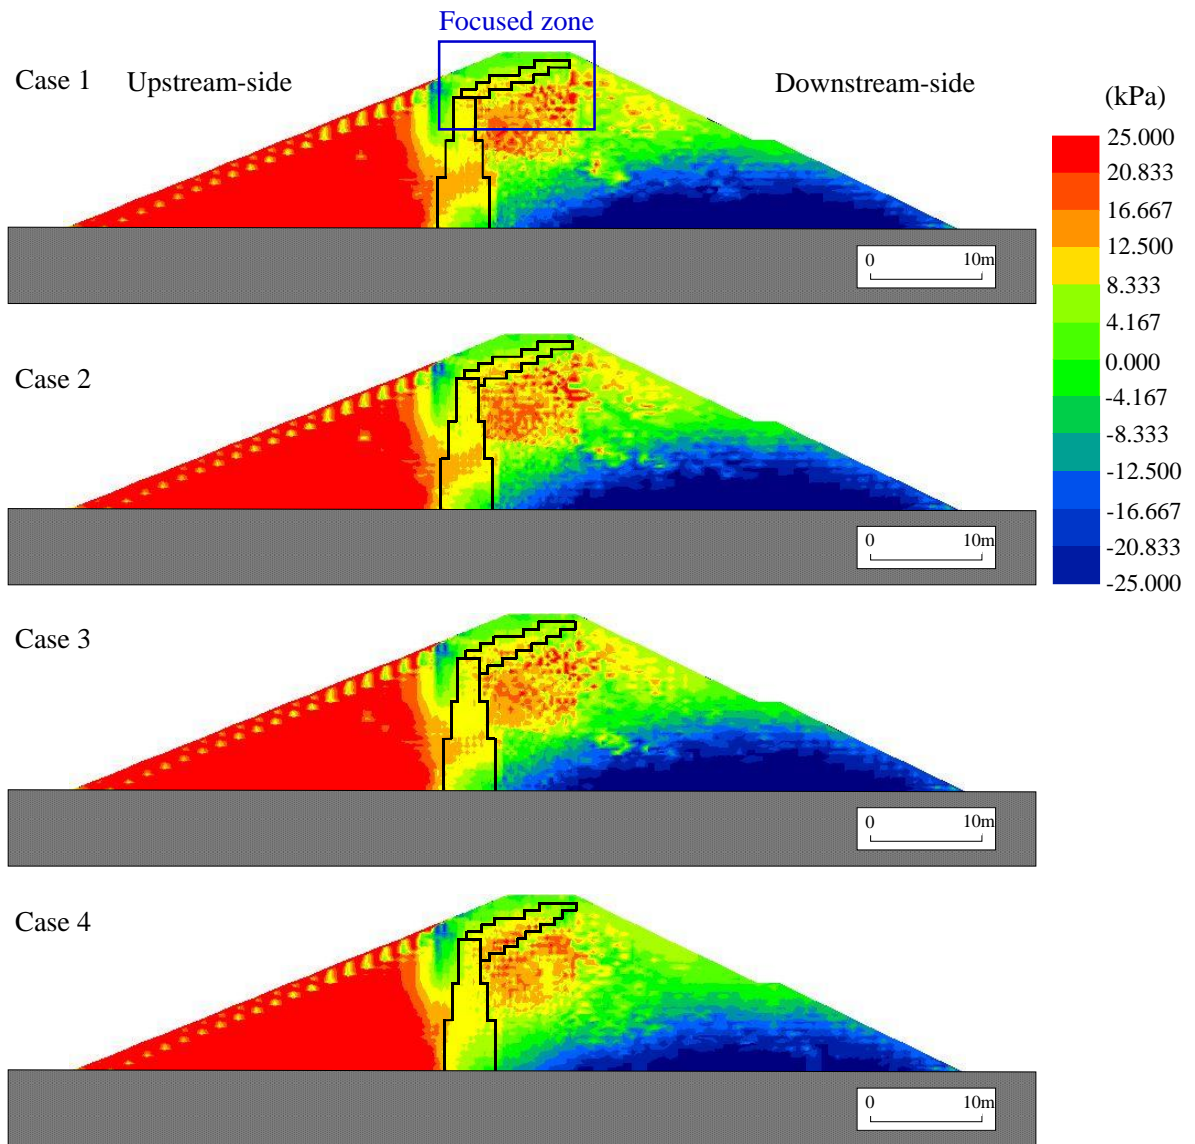 Focused zone
Case 1
Upstream-side
Downstream-side
(kPa)
25.000
20.833
16.667
12.500
8.333
4.167
0.000
-4.167
-8.333
-12.500
-16.667
-20.833
-25.000
0 10m
Case 2
0 10m
Case 3
0 10m
Case 4
0 10m